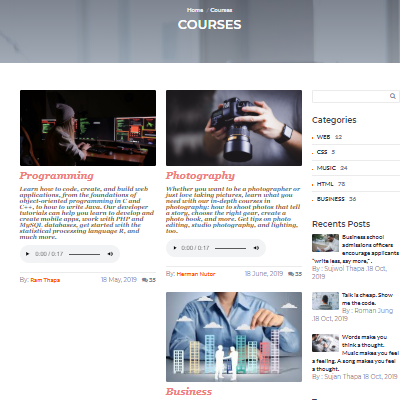 Home / Courses
COURSES
Programming
Learn how to code, create, and build web
applications, from the foundations of
object-oriented programming in C and
C++, to how to write Java. Our developer
tutorials can help you to learn to develop and
create mobile apps, work with PHP and
MySQL databases, get started with the
statistical processing language R, and
much more.
0:00 / 0:17
By: Ram Thapa 18 May, 2019 35
Photography
Whether you want to be a photographer or
just love taking pictures, learn what you
need with our in-depth courses in
photography: how to shoot photos that tell
a story, choose the right gear, create a
photo book, and more. Get tips on photo
editing, studio photography, and lighting,
too.
0:00 / 0:17
By: Herman Nutor 18 June, 2019 35
Business
Categories
WEB 12
CSS 5
MUSIC 24
HTML 78
BUSINESS 36
Recents Posts
Business school
admissions officers
encourage applicants
"write less, say more," .
By : Sujwol Thapa .18 Oct,
2019
Talk is cheap. Show
me the code.
By : Roman Jung
.18 Oct, 2019
Words make you
think a thought.
Music makes you feel
a feeling. A song makes you feel
a thought.
By : Sujan Thapa 18 Oct, 2019